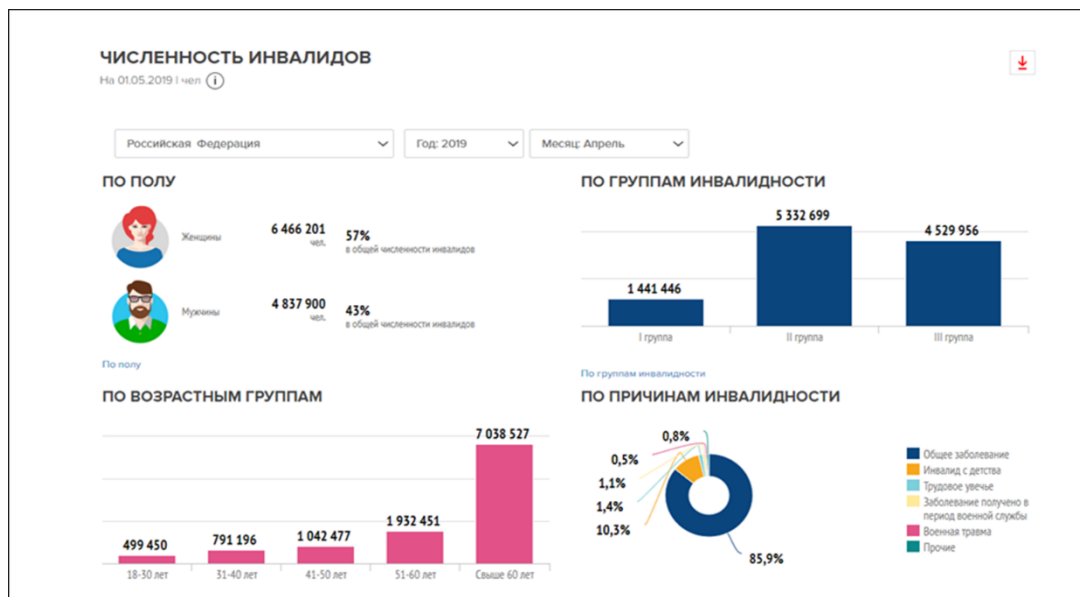 ЧИСЛЕННОСТЬ ИНВАЛИДОВ
На 01.05.2019 | чел i
Российская Федерация
Год: 2019
Месяц: Апрель
ПО ПОЛУ
Женщины
6 466 201
чел.
57%
в общей численности инвалидов
Мужчины
4 837 900
чел.
43%
в общей численности инвалидов
По полу
ПО ГРУППАМ ИНВАЛИДНОСТИ
1 441 446
5 332 699
4 529 956
I группа
II группа
III группа
По группам инвалидности
ПО ВОЗРАСТНЫМ ГРУППАМ
499 450
791 196
1 042 477
1 932 451
7 038 527
18-30 лет
31-40 лет
41-50 лет
51-60 лет
Свыше 60 лет
ПО ПРИЧИНАМ ИНВАЛИДНОСТИ
0,8%
0,5%
1,1%
1,4%
10,3%
85,9%
Общее заболевание
Инвалид с детства
Трудовое увечье
Заболевание получено в
период военной службы
Военная травма
Прочие